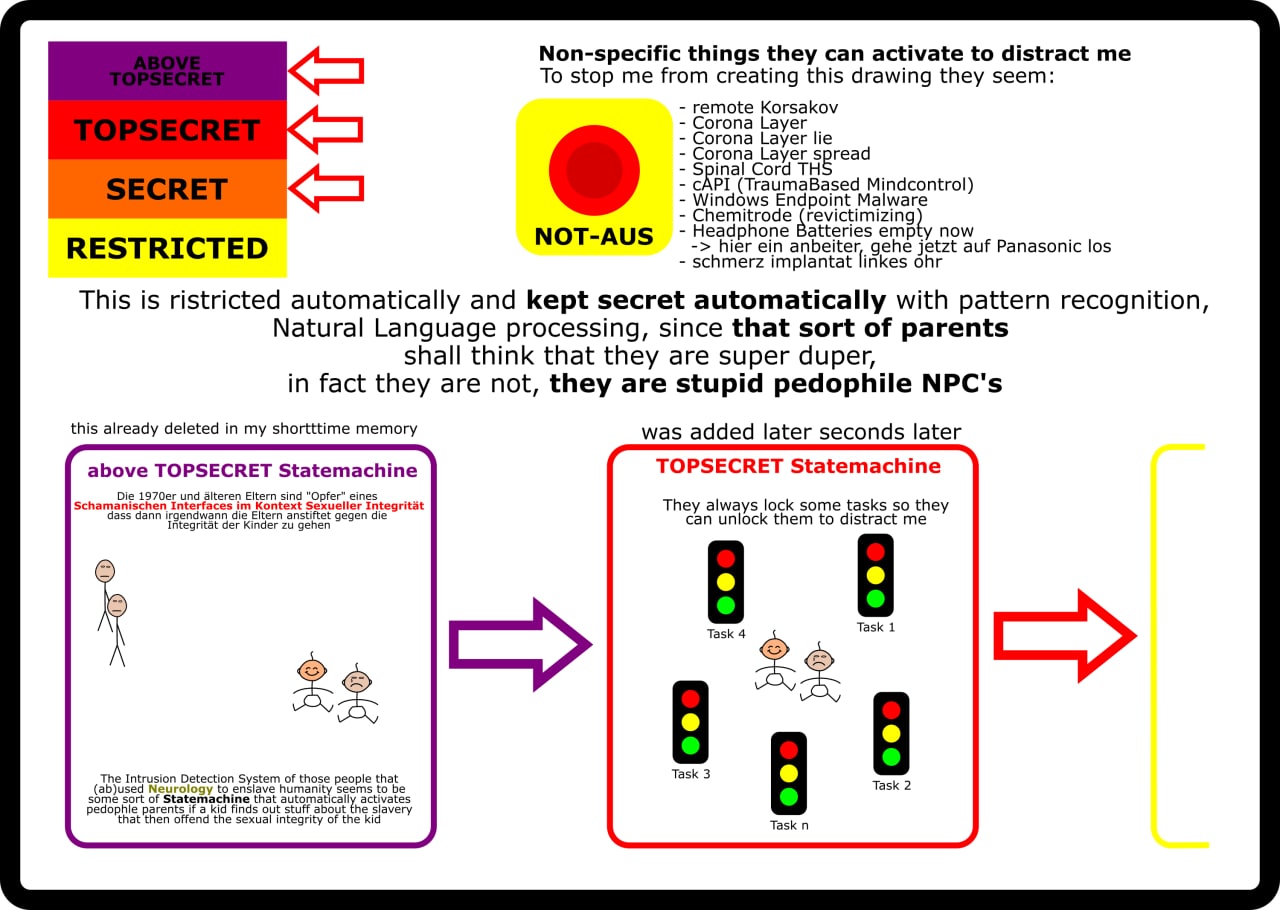 ABOVE
TOPSECRET
TOPSECRET
SECRET
RESTRICTED
Non-specific things they can activate to distract me
To stop me from creating this drawing they seem:
NOT-AUS
- remote Korsakov
- Corona Layer
- Corona Layer lie
- Corona Layer spread
- Spinal Cord THS
- cAPI (TraumaBased Mindcontrol)
- Windows Endpoint Malware
- Chemitrode (revictimizing)
- Headphone Batteries empty now
-> hier ein anbeiter, gehe jetzt auf Panasonic los
- schmerz implantat linkes ohr
This is ristricted automatically and kept secret automatically with pattern recognition,
Natural Language processing, since that sort of parents
shall think that they are super duper,
in fact they are not, they are stupid pedophile NPC's
this already deleted in my shortttime memory
above TOPSECRET Statemachine
Die 1970er und älteren Eltern sind "Opfer" eines
Schamanischen Interfaces im Kontext Sexueller Integrität
dass dann irgendwann die Eltern anstiftet gegen die
Integrität der Kinder zu gehen
The Intrusion Detection System of those people that
(ab)used Neurology to enslave humanity seems to be
some sort of Statemachine that automatically activates
pedophle parents if a kid finds out stuff about the slavery
that then offend the sexual integrity of the kid
was added later seconds later
TOPSECRET Statemachine
They always lock some tasks so they
can unlock them to distract me
Task 4
Task 1
Task 3
Task 2
Task n